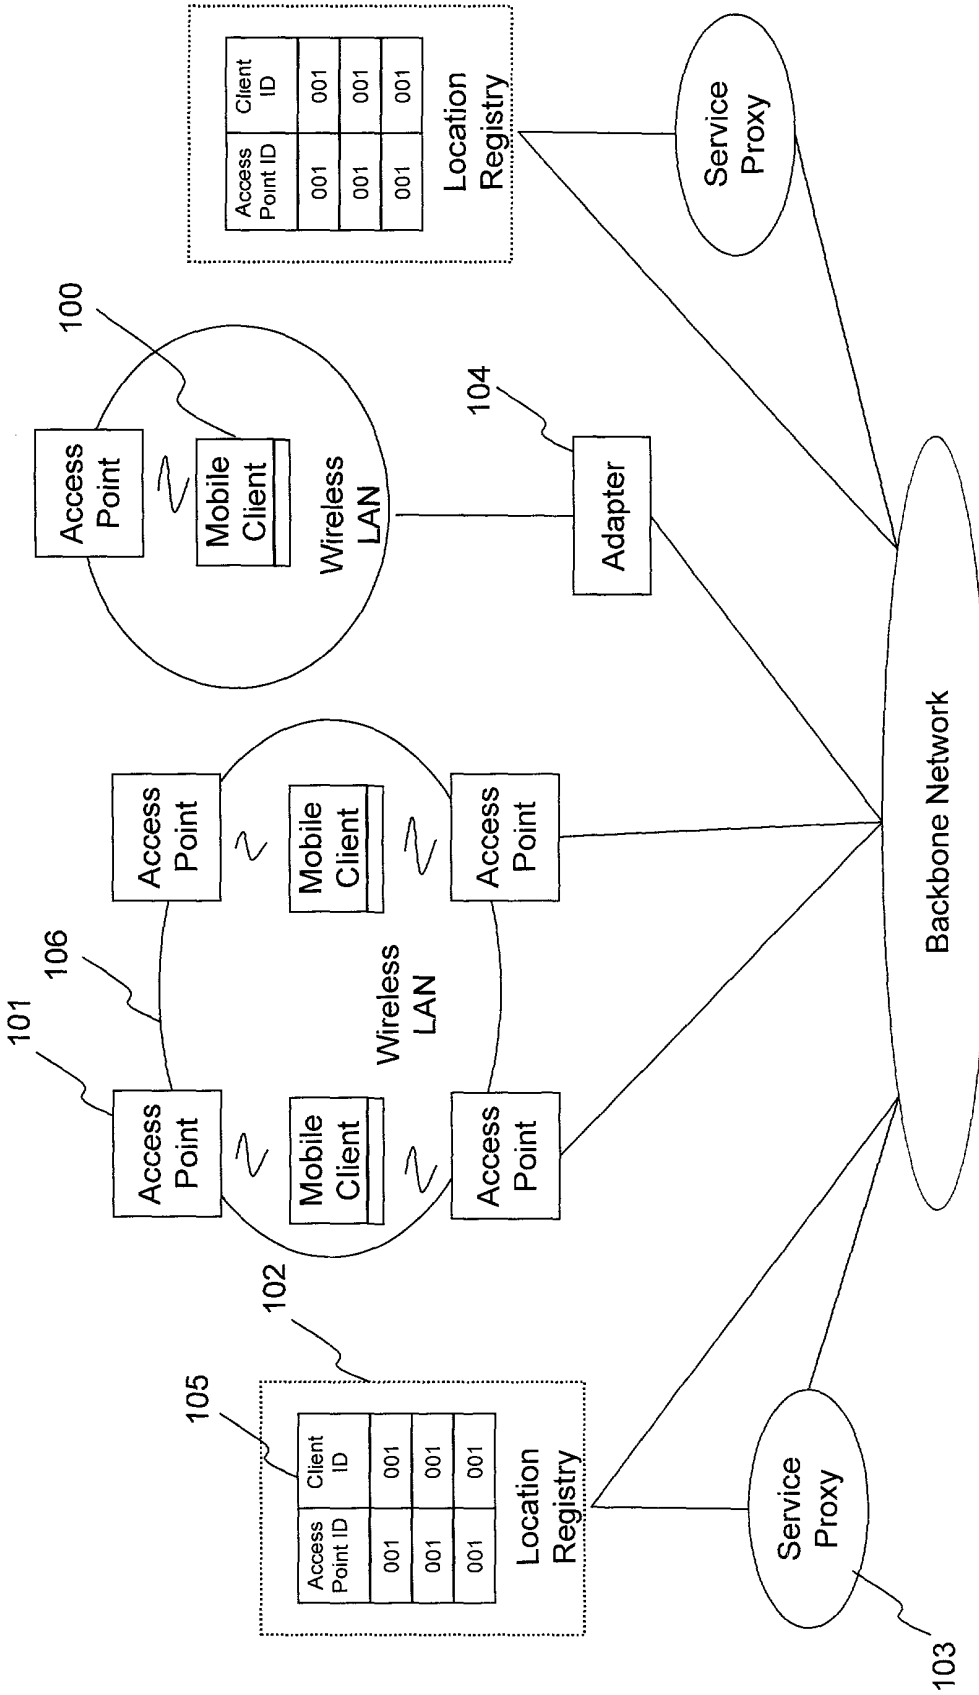 103
Service
Proxy
Location
Registry
Access
Point ID
Client
ID
001
001
001
001
001
001
105
102
101
106
Access
Point
Access
Point
Mobile
Client
Mobile
Client
Wireless
LAN
Access
Point
Access
Point
100
Access
Point
Mobile
Client
Wireless
LAN
104
Adapter
Access
Point ID
Client
ID
001
001
001
001
001
001
Location
Registry
Service
Proxy
Backbone Network